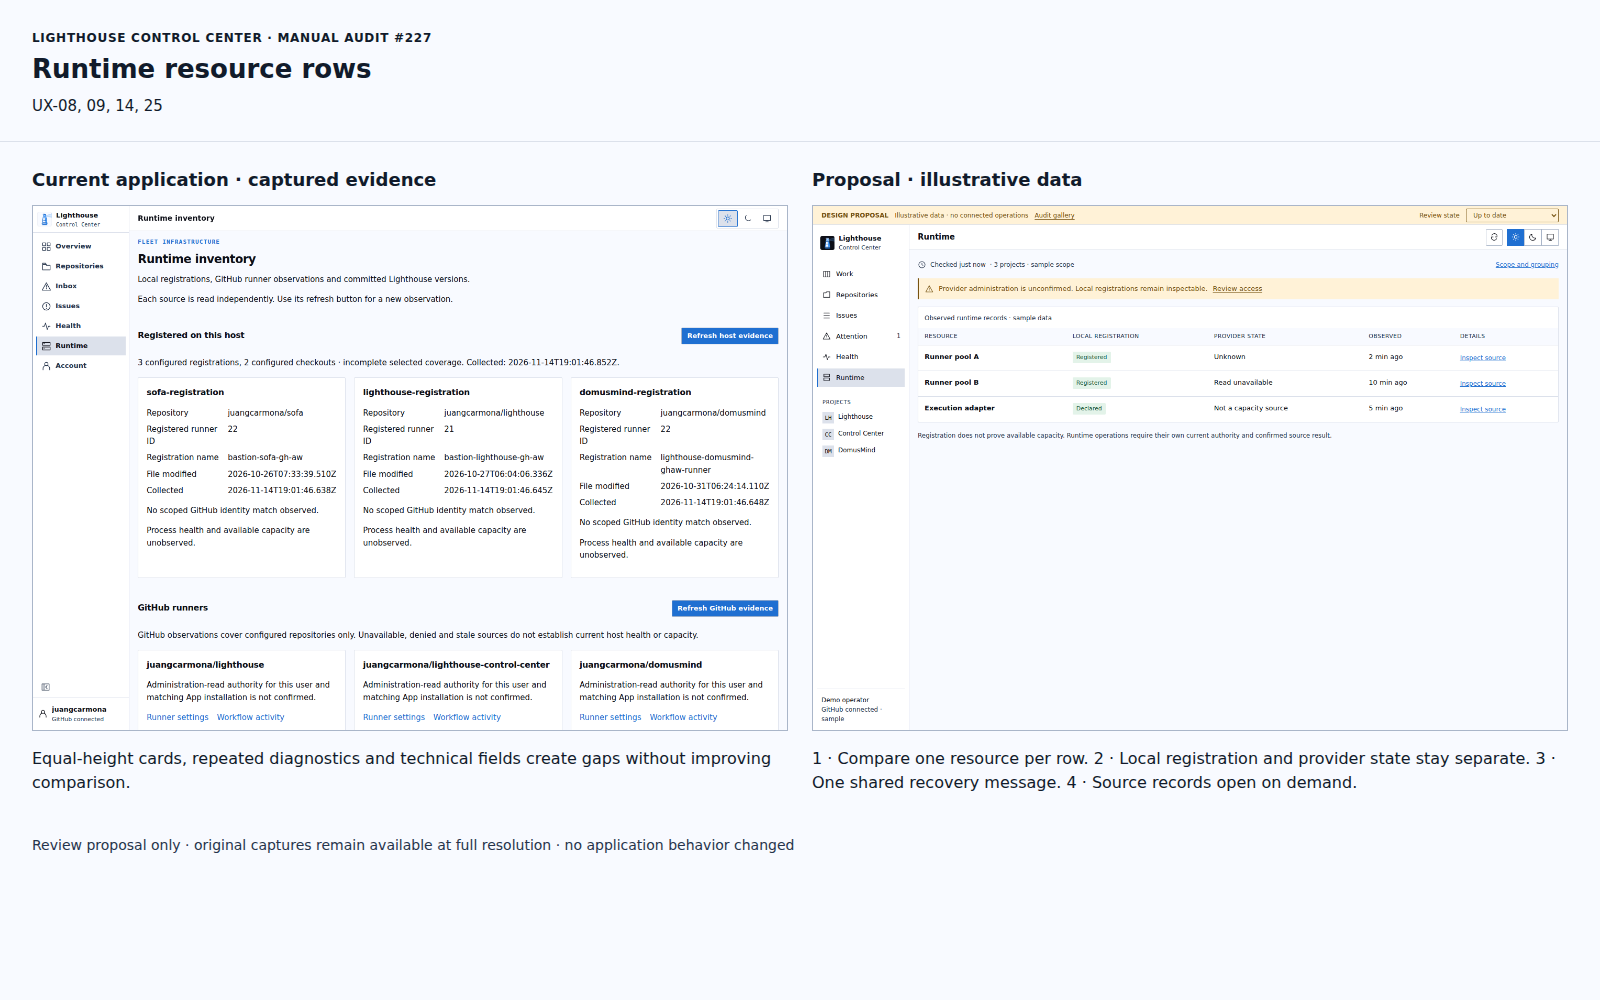 LIGHTHOUSE CONTROL CENTER · MANUAL AUDIT #227
Runtime resource rows
UX-08, 09, 14, 25
Current application · captured evidence
Lighthouse
Control Center
Overview
Repositories
Inbox
Issues
Health
Runtime
Account
juangcarmona
GitHub connected
Runtime inventory
FLEET INFRASTRUCTURE
Runtime inventory
Local registrations, GitHub runner observations and committed Lighthouse versions.
Each source is read independently. Use its refresh button for a new observation.
Registered on this host
Refresh host evidence
3 configured registrations, 2 configured checkouts · incomplete selected coverage. Collected: 2026-11-14T19:01:46.852Z.
sofa-registration
Repository juangcarmona/sofa
Registered runner ID 22
Registration name bastion-sofa-gh-aw
File modified 2026-10-26T07:33:39.510Z
Collected 2026-11-14T19:01:46.638Z
No scoped GitHub identity match observed.
Process health and available capacity are
unobserved.
lighthouse-registration
Repository juangcarmona/lighthouse
Registered runner ID 21
Registration name bastion-lighthouse-gh-aw
File modified 2026-10-27T06:04:06.336Z
Collected 2026-11-14T19:01:46.645Z
No scoped GitHub identity match observed.
Process health and available capacity are
unobserved.
domusmind-registration
Repository juangcarmona/domusmind
Registered runner ID 22
Registration name lighthouse-domusmind-
ghaw-runner
File modified 2026-10-31T06:24:14.110Z
Collected 2026-11-14T19:01:46.648Z
No scoped GitHub identity match observed.
Process health and available capacity are
unobserved.
GitHub runners
Refresh GitHub evidence
GitHub observations cover configured repositories only. Unavailable, denied and stale sources do not establish current host health or capacity.
juangcarmona/lighthouse
Administration-read authority for this user and
matching App installation is not confirmed.
Runner settings Workflow activity
juangcarmona/lighthouse-control-center
Administration-read authority for this user and
matching App installation is not confirmed.
Runner settings Workflow activity
juangcarmona/domusmind
Administration-read authority for this user and
matching App installation is not confirmed.
Runner settings Workflow activity
Equal-height cards, repeated diagnostics and technical fields create gaps without improving
comparison.
Proposal · illustrative data
DESIGN PROPOSAL Illustrative data · no connected operations Audit gallery
Review state Up to date
Lighthouse
Control Center
Work
Repositories
Issues
Attention 1
Health
Runtime
PROJECTS
LH Lighthouse
CC Control Center
DM DomusMind
Demo operator
GitHub connected ·
sample
Runtime
Checked just now · 3 projects · sample scope
Scope and grouping
Provider administration is unconfirmed. Local registrations remain inspectable. Review access
Observed runtime records · sample data
RESOURCE LOCAL REGISTRATION PROVIDER STATE OBSERVED DETAILS
Runner pool A Registered Unknown 2 min ago Inspect source
Runner pool B Registered Read unavailable 10 min ago Inspect source
Execution adapter Declared Not a capacity source 5 min ago Inspect source
Registration does not prove available capacity. Runtime operations require their own current authority and confirmed source result.
1 · Compare one resource per row. 2 · Local registration and provider state stay separate. 3 ·
One shared recovery message. 4 · Source records open on demand.
Review proposal only · original captures remain available at full resolution · no application behavior changed